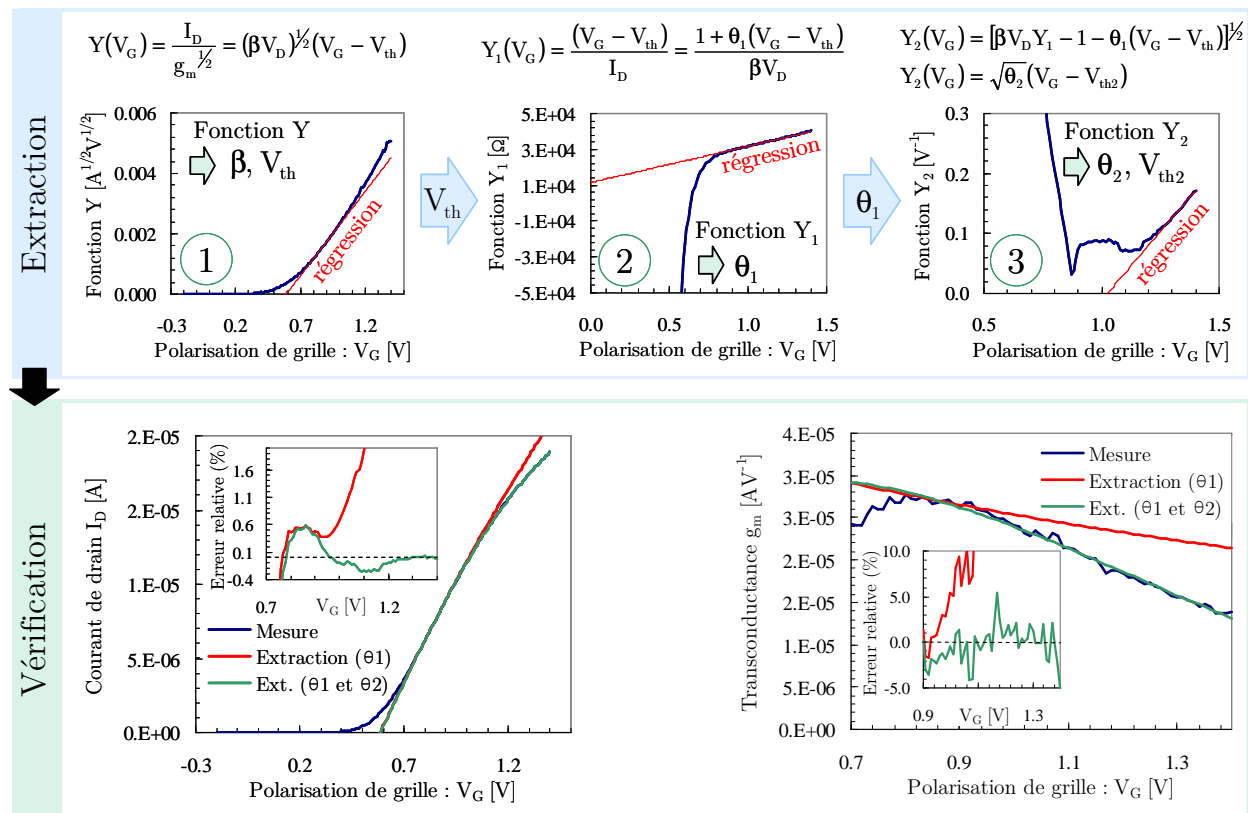 Extraction
Y(V_G) = I_D / g_m^½ = (βV_D)^½ (V_G − V_th)
Y_1(V_G) = (V_G − V_th) / I_D = 1 + θ_1(V_G − V_th) / βV_D
Y_2(V_G) = [βV_D Y_1 − 1 − θ_1(V_G − V_th)]^½
Y_2(V_G) = √θ_2 (V_G − V_th2)
Fonction Y [A^1/2V^1/2]
0.006
0.004
0.002
0.000
-0.3
0.2
0.7
1.2
Polarisation de grille : V_G [V]
Fonction Y
β, V_th
1
régression
V_th
Fonction Y_1 [Ω]
5.E+04
3.E+04
1.E+04
-1.E+04
-3.E+04
-5.E+04
0.0
0.5
1.0
1.5
Polarisation de grille : V_G [V]
régression
Fonction Y_1
θ_1
2
θ_1
Fonction Y_2 [V^-1]
0.3
0.2
0.1
0.0
0.5
1.0
1.5
Polarisation de grille : V_G [V]
Fonction Y_2
θ_2, V_th2
3
régression
Vérification
Courant de drain I_D [A]
2.E-05
2.E-05
1.E-05
5.E-06
0.E+00
-0.3
0.2
0.7
1.2
Polarisation de grille : V_G [V]
Erreur relative (%)
1.6
1.1
0.6
0.1
-0.4
0.7
V_G [V]
1.2
Mesure
Extraction (θ1)
Ext. (θ1 et θ2)
Transconductance g_m [AV^-1]
4.E-05
3.E-05
3.E-05
2.E-05
2.E-05
1.E-05
5.E-06
0.E+00
0.7
0.9
1.1
1.3
Polarisation de grille : V_G [V]
Mesure
Extraction (θ1)
Ext. (θ1 et θ2)
Erreur relative (%)
10.0
5.0
0.0
-5.0
0.9
V_G [V]
1.3